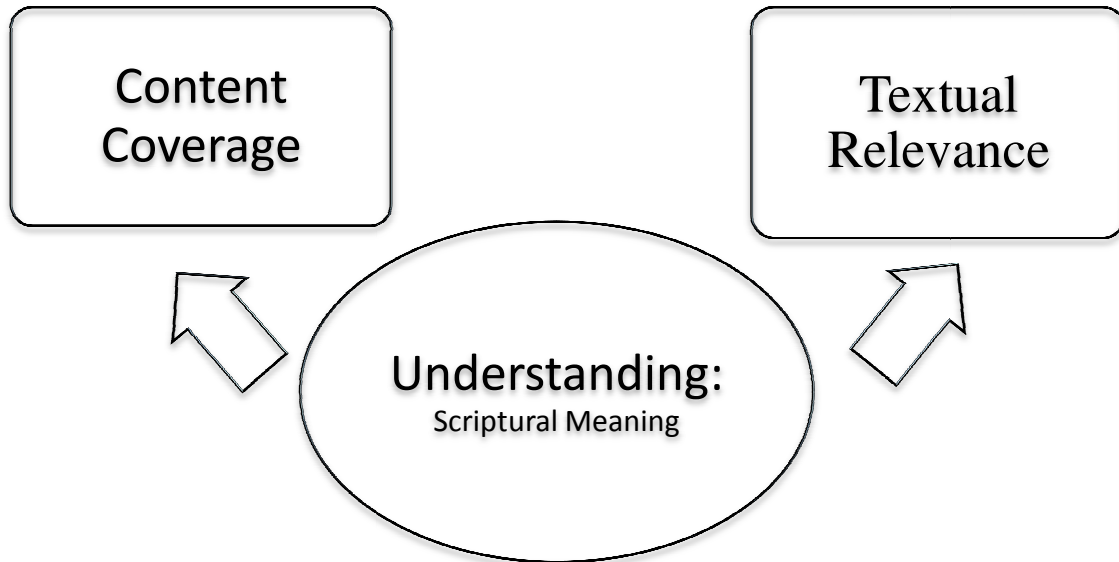 Content
Coverage
Textual
Relevance
Understanding:
Scriptural Meaning